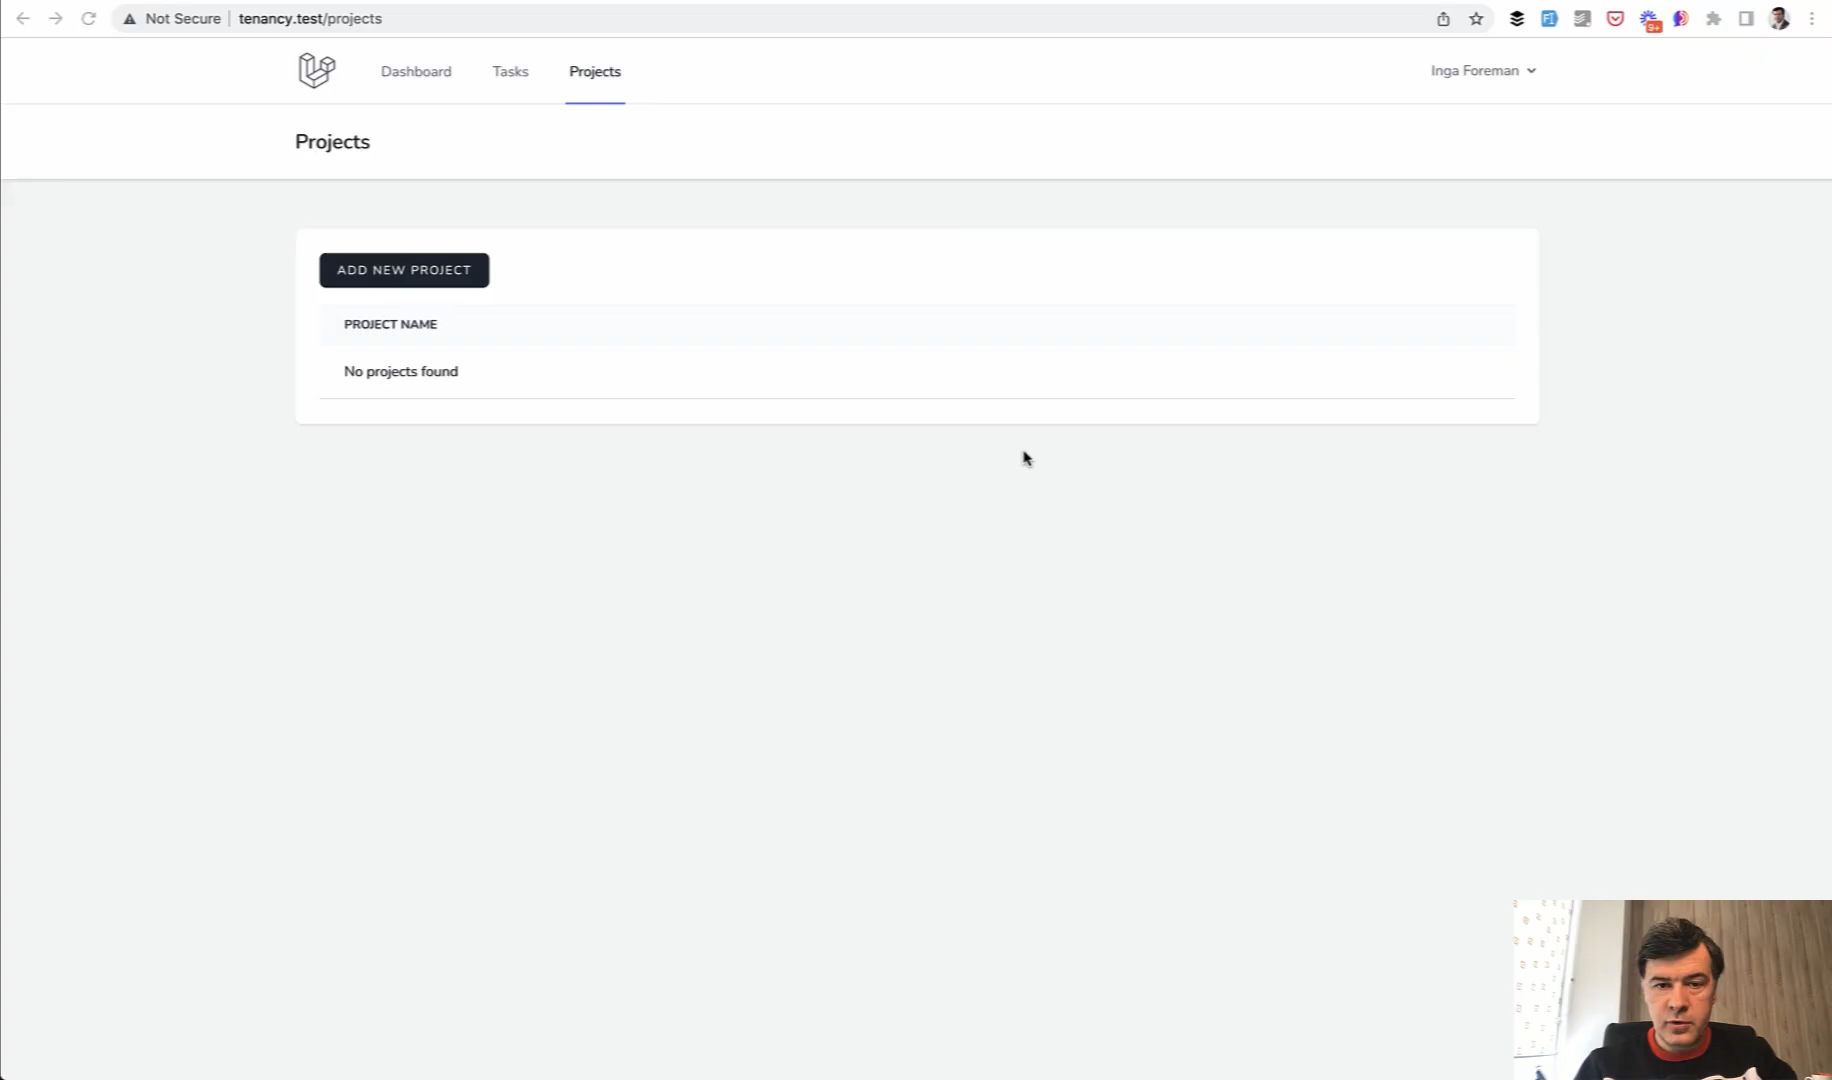 Not Secure | tenancy.test/projects
9+
Dashboard Tasks Projects Inga Foreman
Projects
ADD NEW PROJECT
PROJECT NAME
No projects found